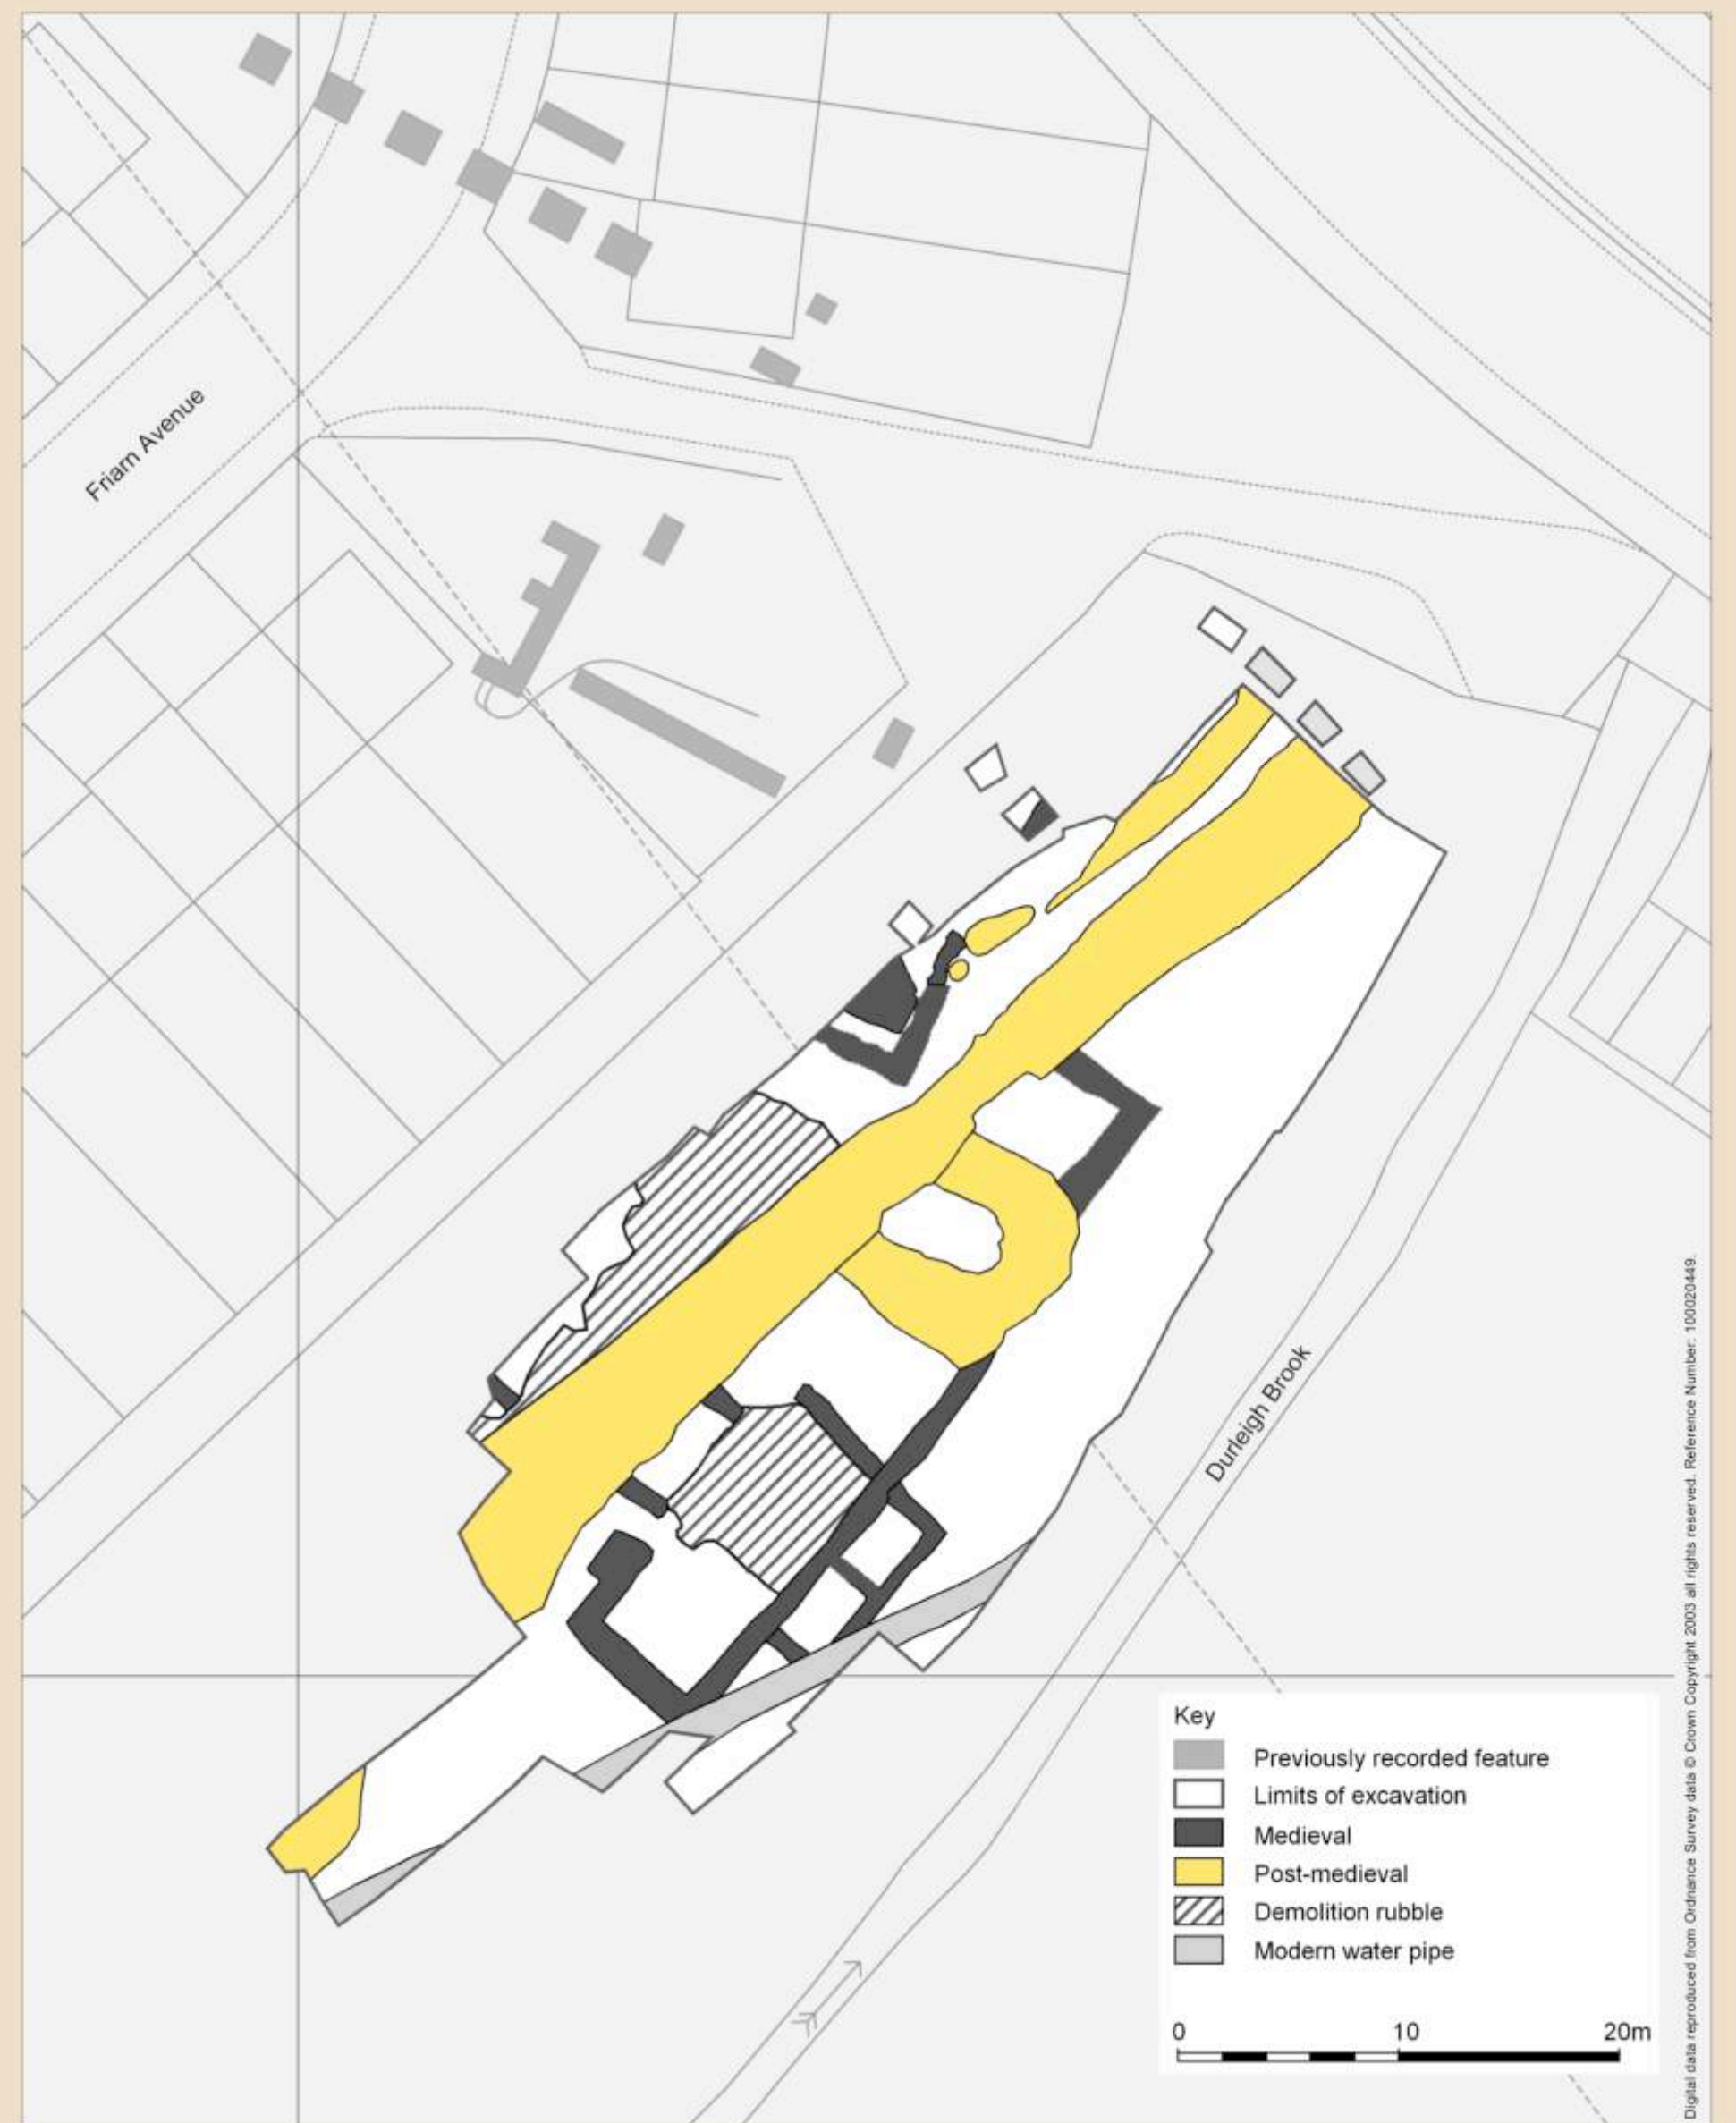 Friarn Avenue
Durleigh Brook
Key
Previously recorded feature
Limits of excavation
Medieval
Post-medieval
Demolition rubble
Modern water pipe
0 10 20m
Digital data reproduced from Ordnance Survey data © Crown Copyright 2003 all rights reserved. Reference Number: 100020449.